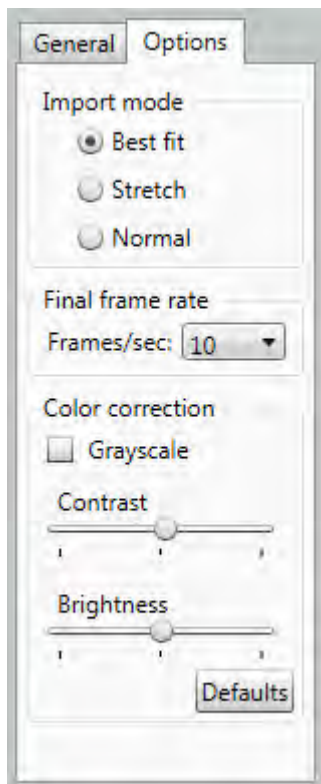 General Options
Import mode
Best fit
Stretch
Normal
Final frame rate
Frames/sec: 10
Color correction
Grayscale
Contrast
Brightness
Defaults